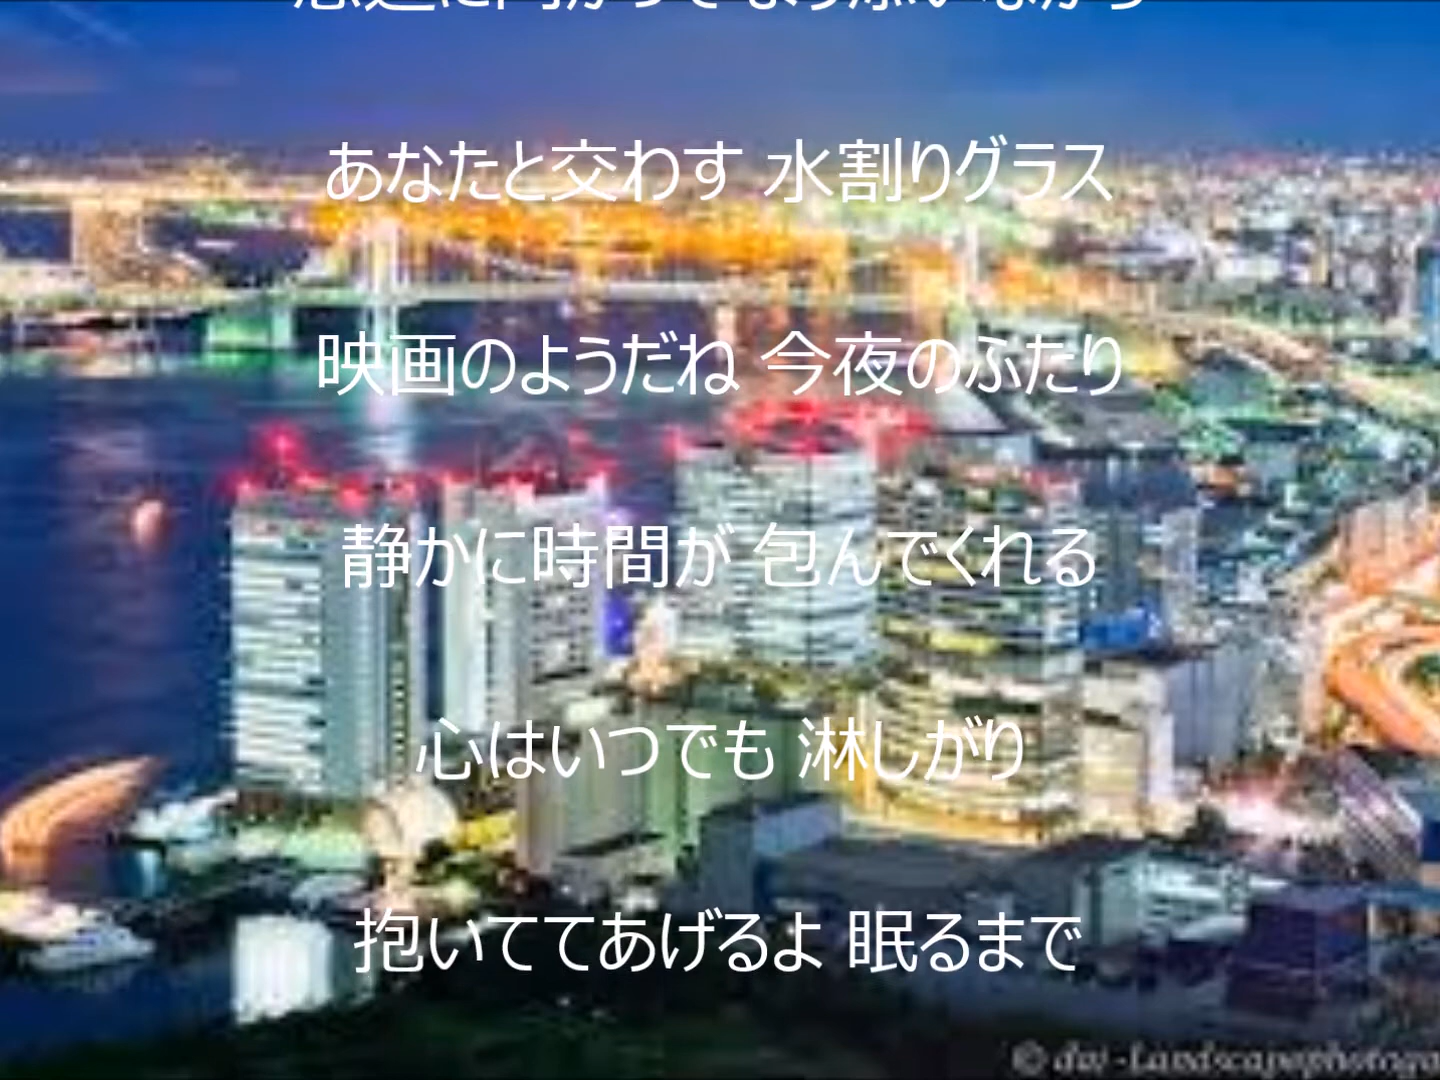 あなたと交わす 水割りグラス
映画のようだね 今夜のふたり
静かに時間が 包んでくれる
心はいつでも 淋しがり
抱いててあげるよ 眠るまで
© dwi -Landscapephotoga